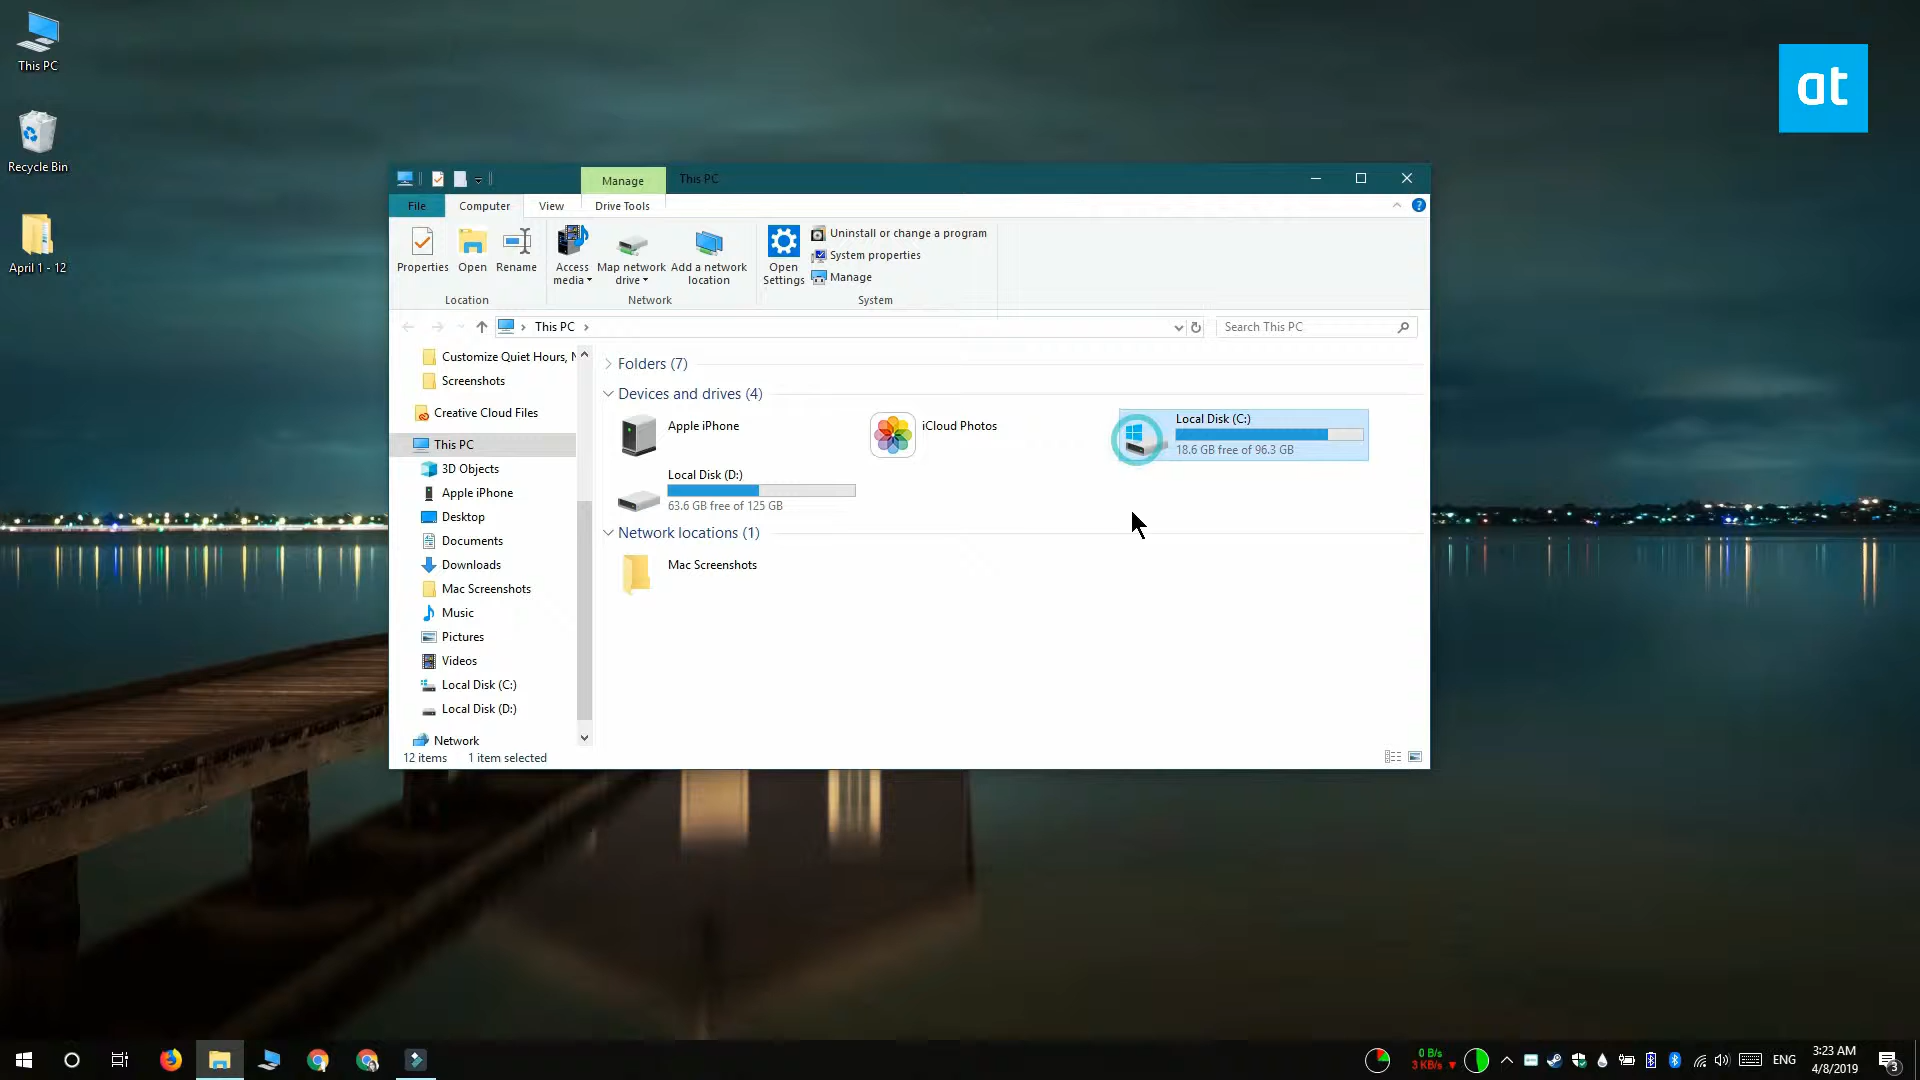 This PC
Recycle Bin
April 1 - 12
at
Manage
This PC
File
Computer
View
Drive Tools
Properties
Open
Rename
Access media
Map network drive
Add a network location
Open Settings
Uninstall or change a program
System properties
Manage
Location
Network
System
This PC
Search This PC
Customize Quiet Hours,
Screenshots
Creative Cloud Files
This PC
3D Objects
Apple iPhone
Desktop
Documents
Downloads
Mac Screenshots
Music
Pictures
Videos
Local Disk (C:)
Local Disk (D:)
Network
Folders (7)
Devices and drives (4)
Apple iPhone
iCloud Photos
Local Disk (C:)
18.6 GB free of 96.3 GB
Local Disk (D:)
63.6 GB free of 125 GB
Network locations (1)
Mac Screenshots
12 items
1 item selected
0 B/s
3 KB/s
ENG
3:23 AM
4/8/2019
3